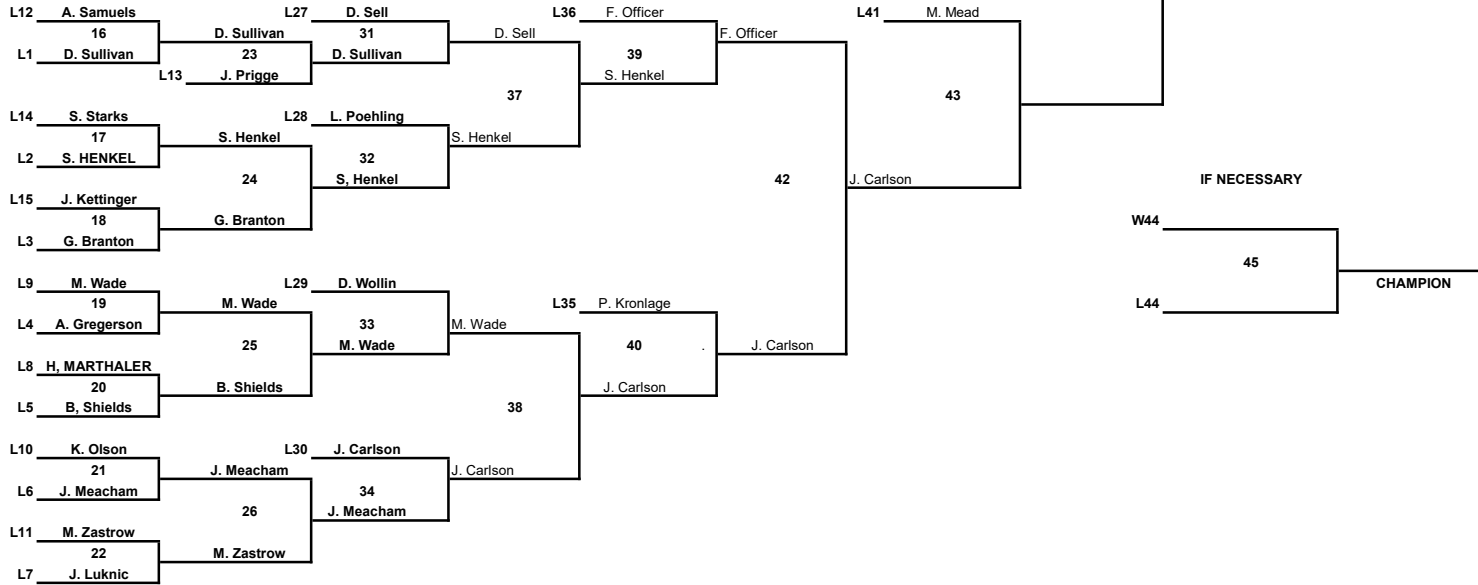 L12 A. Samuels L27 D. Sell L36 F. Officer L41 M. Mead
16 D. Sullivan 31 D. Sell F. Officer
L1 D. Sullivan 23 D. Sullivan 39
L13 J. Prigge S. Henkel
37 43
L14 S. Starks L28 L. Poehling
17 S. Henkel S. Henkel
L2 S. HENKEL 32
24 S, Henkel 42 J. Carlson IF NECESSARY
L15 J. Kettinger
18 G. Branton W44
L3 G. Branton
45
L9 M. Wade L29 D. Wollin CHAMPION
19 M. Wade L35 P. Kronlage L44
L4 A. Gregerson 33 M. Wade
25 M. Wade 40 . J. Carlson
L8 H, MARTHALER
20 B. Shields J. Carlson
L5 B, Shields 38
L10 K. Olson L30 J. Carlson
21 J. Meacham J. Carlson
L6 J. Meacham 34
26 J. Meacham
L11 M. Zastrow
22 M. Zastrow
L7 J. Luknic